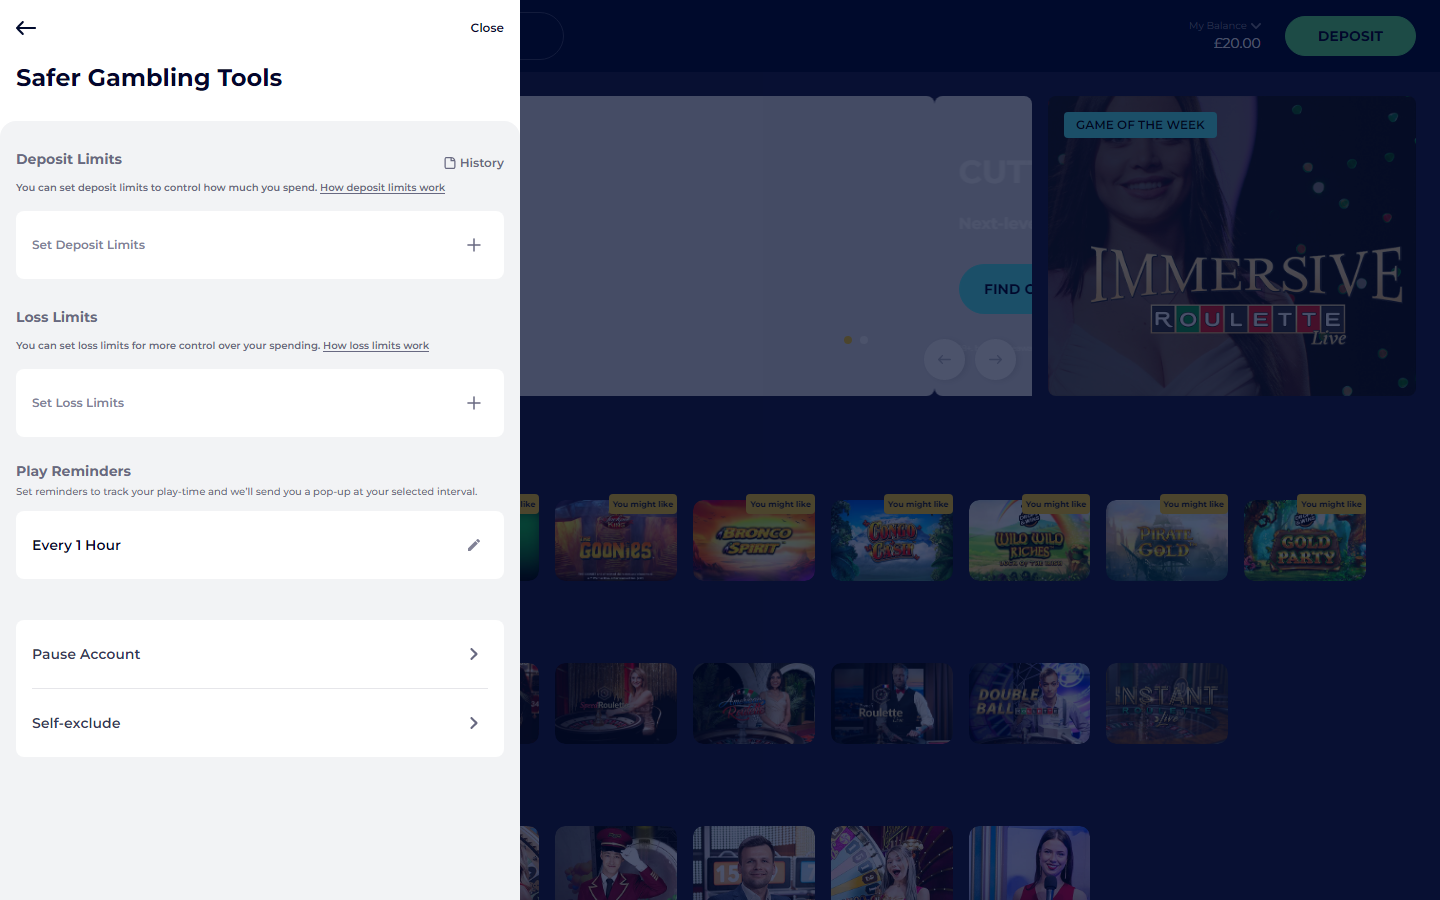 Close
Safer Gambling Tools
Deposit Limits
History
You can set deposit limits to control how much you spend. How deposit limits work
Set Deposit Limits
Loss Limits
You can set loss limits for more control over your spending. How loss limits work
Set Loss Limits
Play Reminders
Set reminders to track your play-time and we'll send you a pop-up at your selected interval.
Every 1 Hour
Pause Account
Self-exclude
My Balance
£20.00
DEPOSIT
CUT
Next-lev
FIND
GAME OF THE WEEK
IMMERSIVE
ROULETTE
Live
like
You might like
You might like
You might like
You might like
You might like
You might like
GOONIES
BRONCO
SPIRIT
CONGO
CASH
WILD WILD
RICHES
PIRATE
GOLD
GOLD
PARTY
Roulette
American
Roulette
Roulette
DOUBLE
BALL
INSTANT
ROULETTE
Live
15